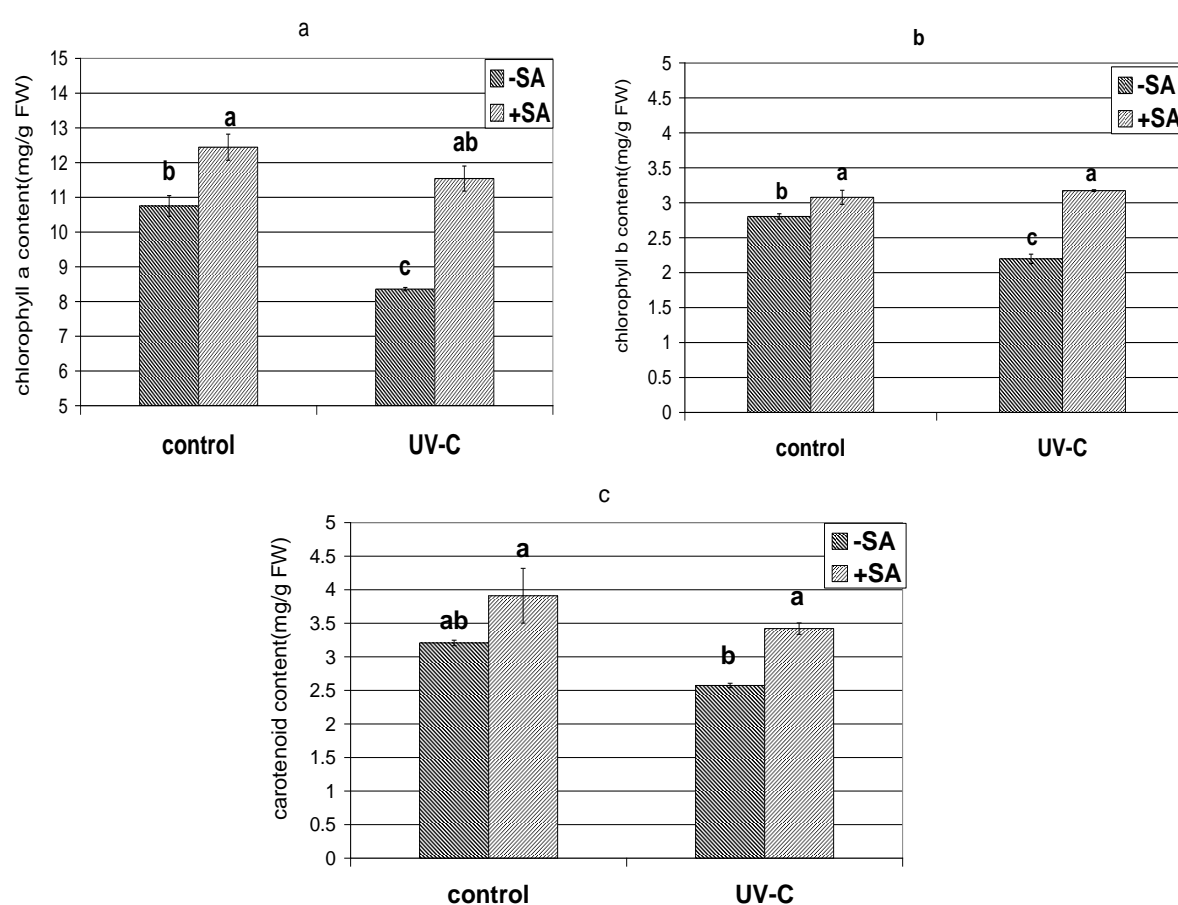 a
chlorophyll a content(mg/g FW)
15
14
13
12
11
10
9
8
7
6
5
-SA
+SA
b
a
c
ab
control
UV-C
b
chlorophyll b content(mg/g FW)
5
4.5
4
3.5
3
2.5
2
1.5
1
0.5
0
-SA
+SA
b
a
c
a
control
UV-C
c
carotenoid content(mg/g FW)
5
4.5
4
3.5
3
2.5
2
1.5
1
0.5
0
-SA
+SA
ab
a
b
a
control
UV-C